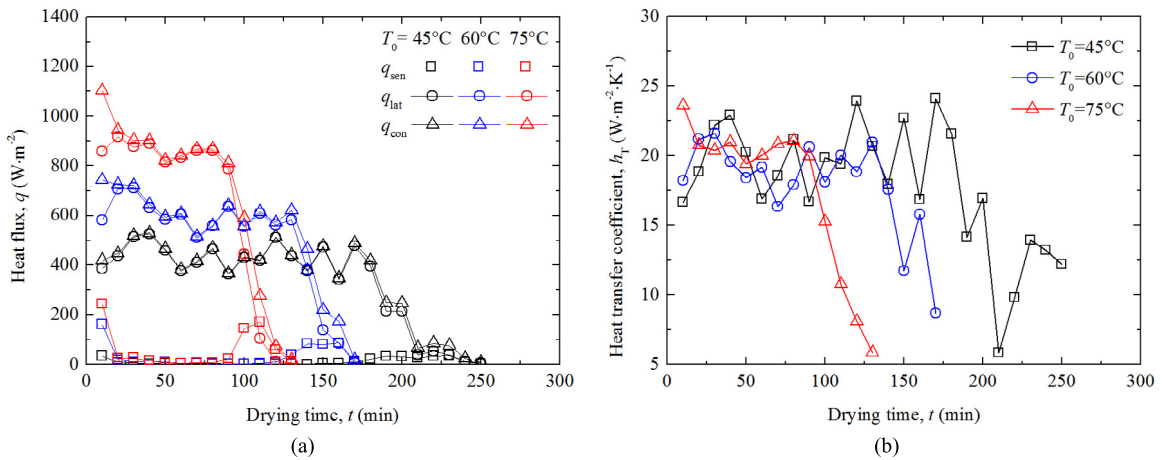 1400
1200
1000
800
600
400
200
0
0 50 100 150 200 250 300
Heat flux, q (W·m⁻²)
Drying time, t (min)
T₀= 45°C 60°C 75°C
q_sen
q_lat
q_con
(a)
30
25
20
15
10
5
0 50 100 150 200 250 300
Heat transfer coefficient, h_T (W·m⁻²·K⁻¹)
Drying time, t (min)
T₀=45°C
T₀=60°C
T₀=75°C
(b)